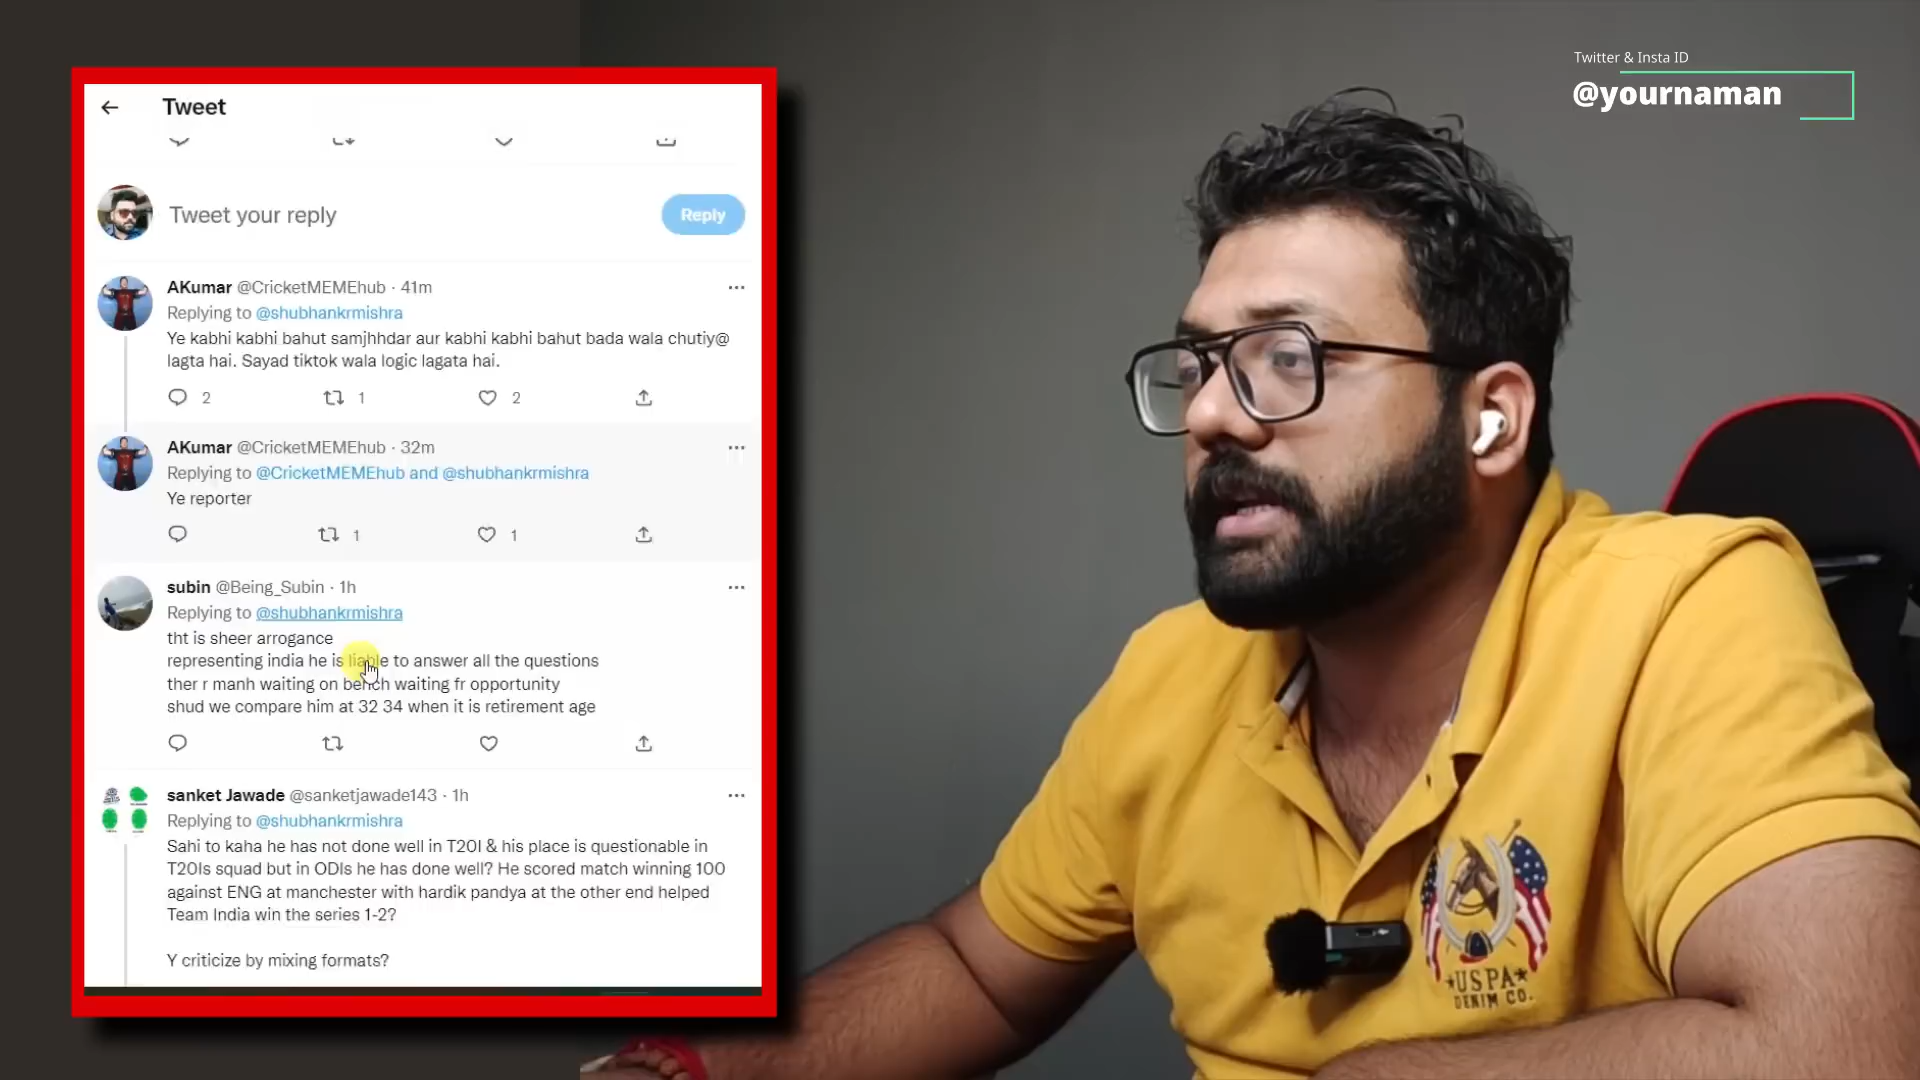 Twitter & Insta ID
@yournaman
Tweet
Tweet your reply
Reply
AKumar @CricketMEMEhub · 41m
Replying to @shubhankrmishra
Ye kabhi kabhi bahut samjhhdar aur kabhi kabhi bahut bada wala chutiy@
lagta hai. Sayad tiktok wala logic lagata hai.
2 1 2
AKumar @CricketMEMEhub · 32m
Replying to @CricketMEMEhub and @shubhankrmishra
Ye reporter
1 1
subin @Being_Subin · 1h
Replying to @shubhankrmishra
tht is sheer arrogance
representing india he is liable to answer all the questions
ther r manh waiting on bench waiting fr opportunity
shud we compare him at 32 34 when it is retirement age
sanket Jawade @sanketjawade143 · 1h
Replying to @shubhankrmishra
Sahi to kaha he has not done well in T20I & his place is questionable in
T20Is squad but in ODIs he has done well? He scored match winning 100
against ENG at manchester with hardik pandya at the other end helped
Team India win the series 1-2?
Y criticize by mixing formats?
USPA
DENIM CO.